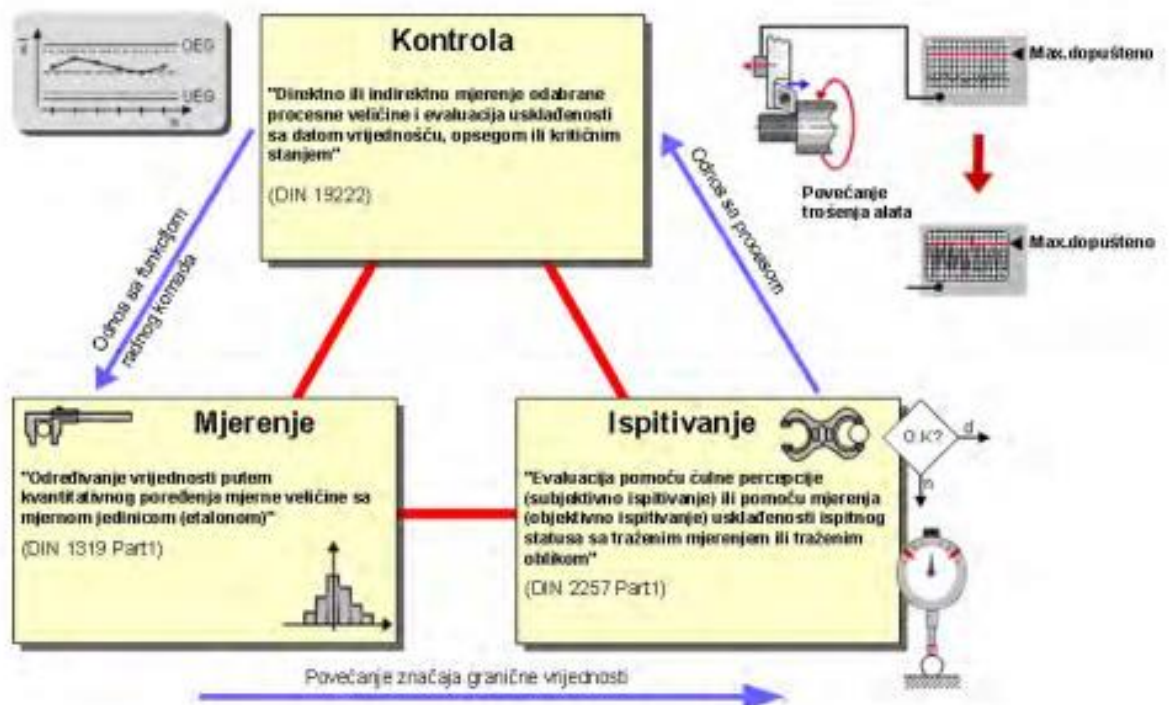 OEG
UEG
Kontrola
"Direktno ili indirektno mjerenje odabrane
procesne veličine i evaluacija usklađenosti
sa datom vrijednošću, opsegom ili kritičnim
stanjem"
(DIN 19222)
Max.dopušteno
Povećanje
trošenja alata
Max.dopušteno
Odnos sa funkcijom
radnog komada
Odnos sa procesom
Mjerenje
"Određivanje vrijednosti putem
kvantitativnog poređenja mjerne veličine sa
mjernom jedinicom (etalonom)"
(DIN 1319 Part1)
Ispitivanje
"Evaluacija pomoću čulne percepcije
(subjektivno ispitivanje) ili pomoću mjerenja
(objektivno ispitivanje) usklađenosti ispitnog
statusa sa traženim mjerenjem ili traženim
oblikom"
(DIN 2257 Part1)
O.K?
d
n
Povećanje značaja granične vrijednosti